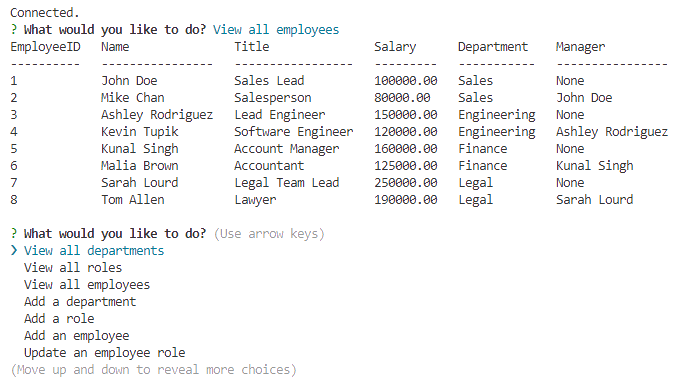 Connected.
? What would you like to do? View all employees
EmployeeID  Name              Title              Salary     Department   Manager
----------  ----------------  -----------------  ---------  -----------  ----------------
1           John Doe          Sales Lead         100000.00  Sales        None
2           Mike Chan         Salesperson        80000.00   Sales        John Doe
3           Ashley Rodriguez  Lead Engineer      150000.00  Engineering  None
4           Kevin Tupik       Software Engineer  120000.00  Engineering  Ashley Rodriguez
5           Kunal Singh       Account Manager    160000.00  Finance      None
6           Malia Brown       Accountant         125000.00  Finance      Kunal Singh
7           Sarah Lourd       Legal Team Lead    250000.00  Legal        None
8           Tom Allen         Lawyer             190000.00  Legal        Sarah Lourd
? What would you like to do? (Use arrow keys)
❯ View all departments
View all roles
View all employees
Add a department
Add a role
Add an employee
Update an employee role
(Move up and down to reveal more choices)